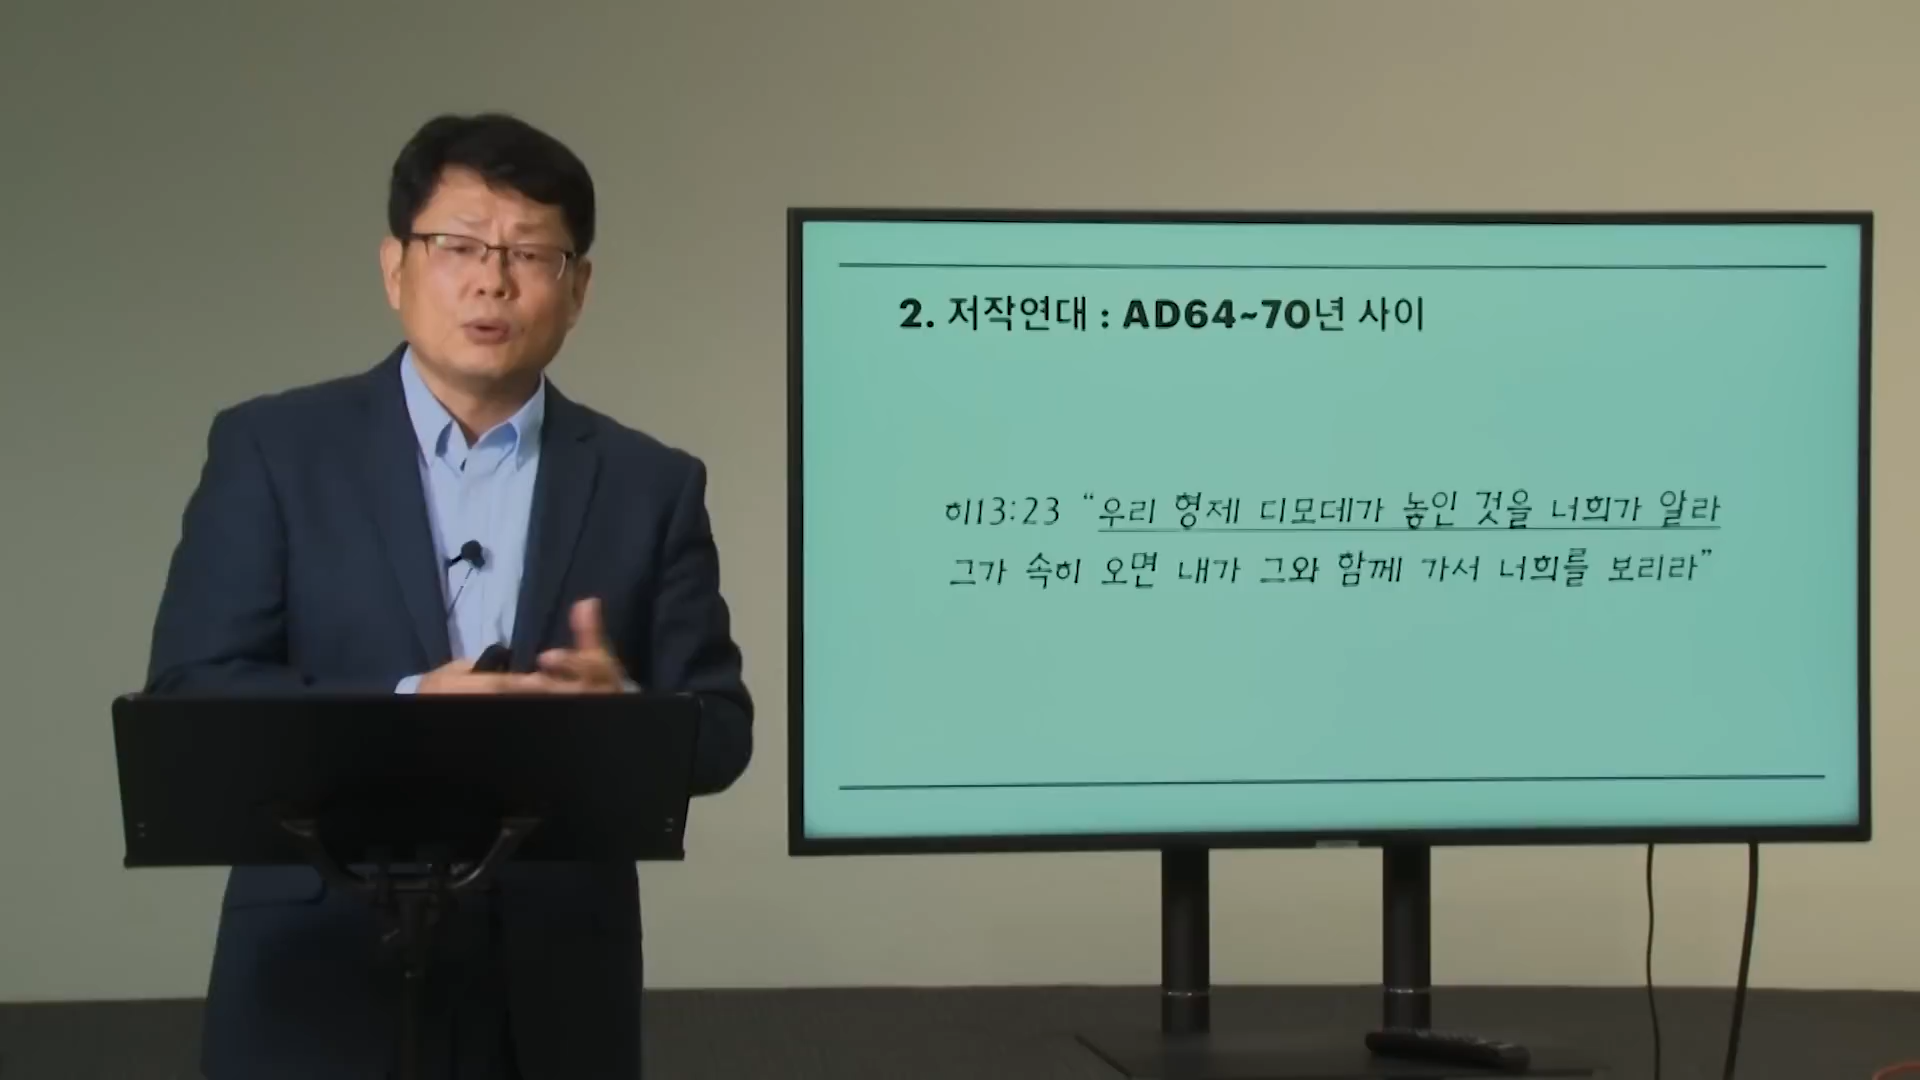 2. 저작연대 : AD64~70년 사이
히13:23 “우리 형제 디모데가 놓인 것을 너희가 알라
그가 속히 오면 내가 그와 함께 가서 너희를 보리라”